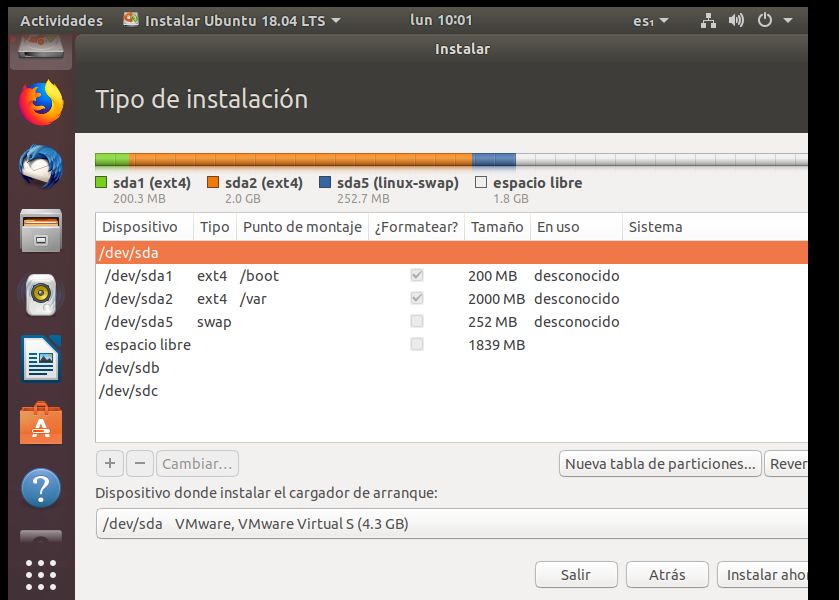 Actividades Instalar Ubuntu 18.04 LTS lun 10:01 es₁
Instalar
Tipo de instalación
sda1 (ext4) sda2 (ext4) sda5 (linux-swap) espacio libre
200.3 MB 2.0 GB 252.7 MB 1.8 GB
Dispositivo Tipo Punto de montaje ¿Formatear? Tamaño En uso Sistema
/dev/sda
/dev/sda1 ext4 /boot 200 MB desconocido
/dev/sda2 ext4 /var 2000 MB desconocido
/dev/sda5 swap 252 MB desconocido
espacio libre 1839 MB
/dev/sdb
/dev/sdc
+ − Cambiar... Nueva tabla de particiones... Rever
Dispositivo donde instalar el cargador de arranque:
/dev/sda VMware, VMware Virtual S (4.3 GB)
Salir Atrás Instalar ahor